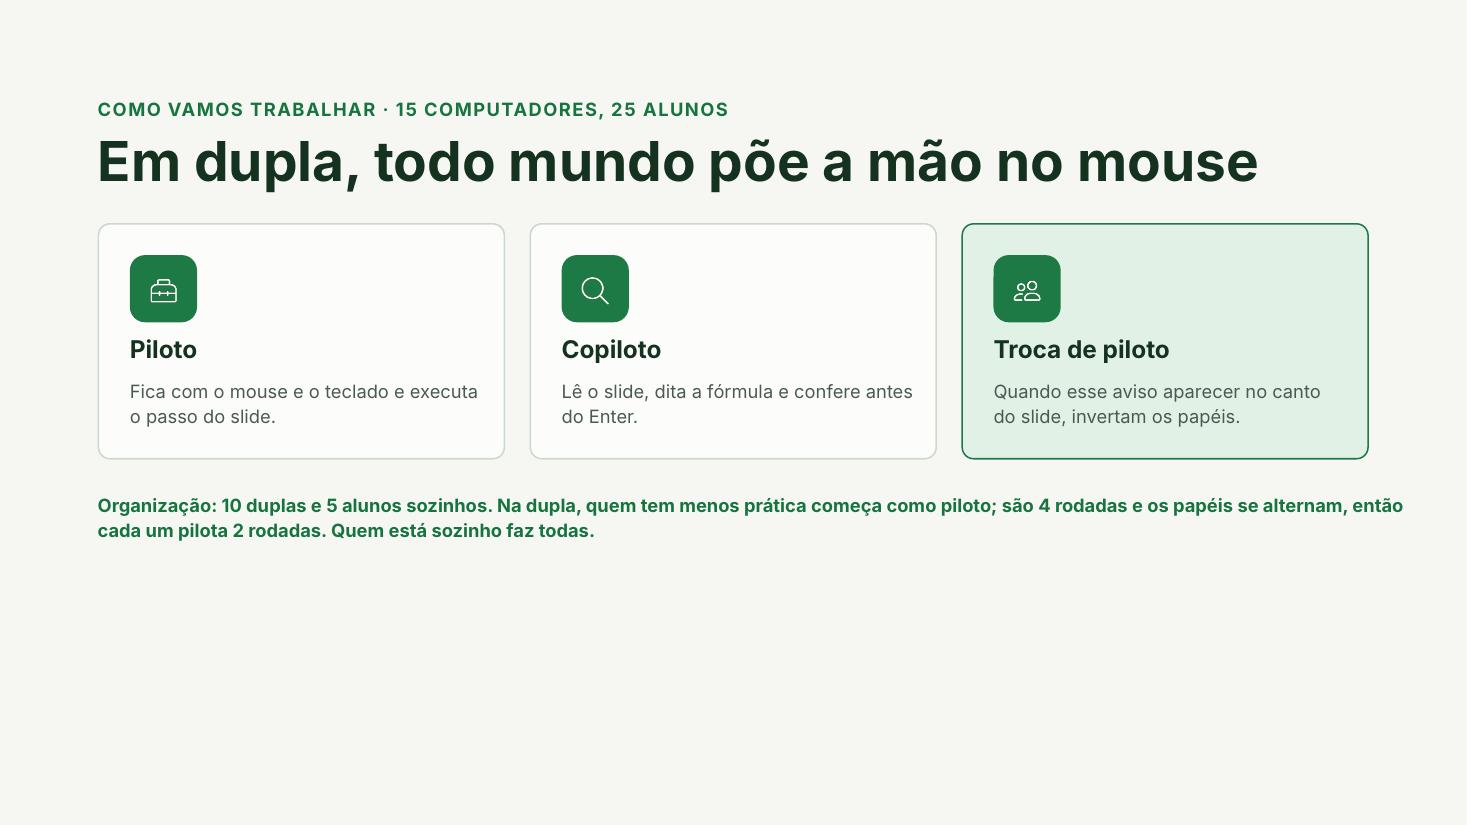 COMO VAMOS TRABALHAR · 15 COMPUTADORES, 25 ALUNOS
Em dupla, todo mundo põe a mão no mouse
Piloto
Fica com o mouse e o teclado e executa
o passo do slide.
Copiloto
Lê o slide, dita a fórmula e confere antes
do Enter.
Troca de piloto
Quando esse aviso aparecer no canto
do slide, invertam os papéis.
Organização: 10 duplas e 5 alunos sozinhos. Na dupla, quem tem menos prática começa como piloto; são 4 rodadas e os papéis se alternam, então
cada um pilota 2 rodadas. Quem está sozinho faz todas.